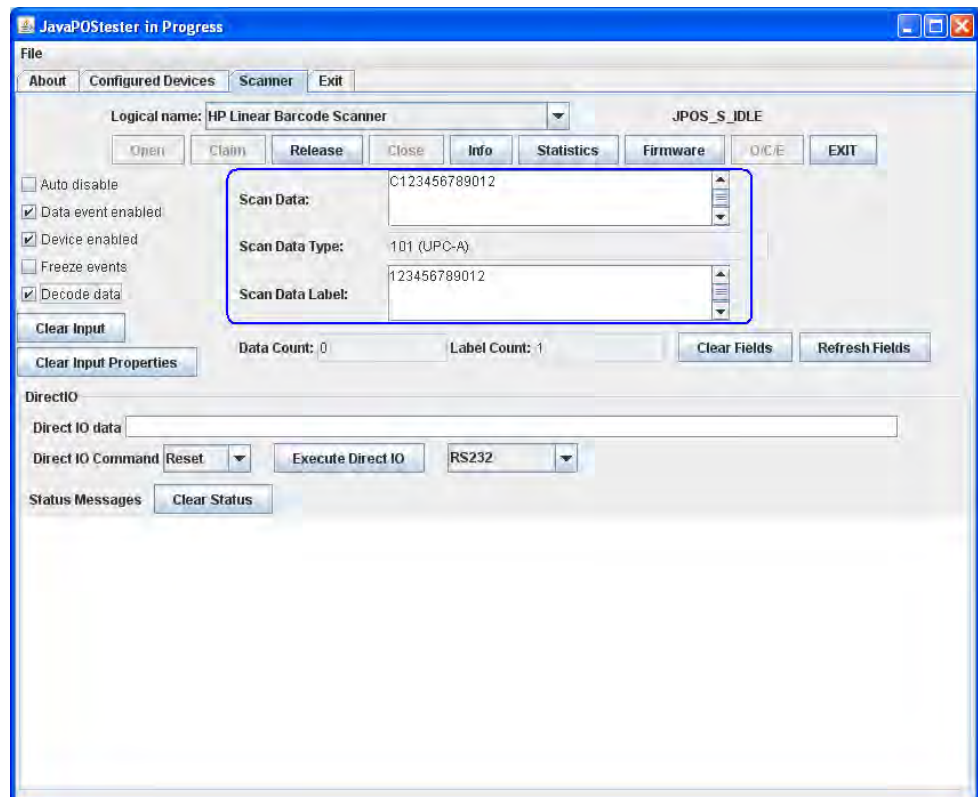 JavaPOStester in Progress
File
About Configured Devices Scanner Exit
Logical name: HP Linear Barcode Scanner JPOS_S_IDLE
Open Claim Release Close Info Statistics Firmware O/C/E EXIT
Auto disable
Data event enabled
Device enabled
Freeze events
Decode data
Scan Data: C123456789012
Scan Data Type: 101 (UPC-A)
Scan Data Label: 123456789012
Clear Input
Clear Input Properties
Data Count: 0 Label Count: 1 Clear Fields Refresh Fields
DirectIO
Direct IO data
Direct IO Command Reset Execute Direct IO RS232
Status Messages Clear Status